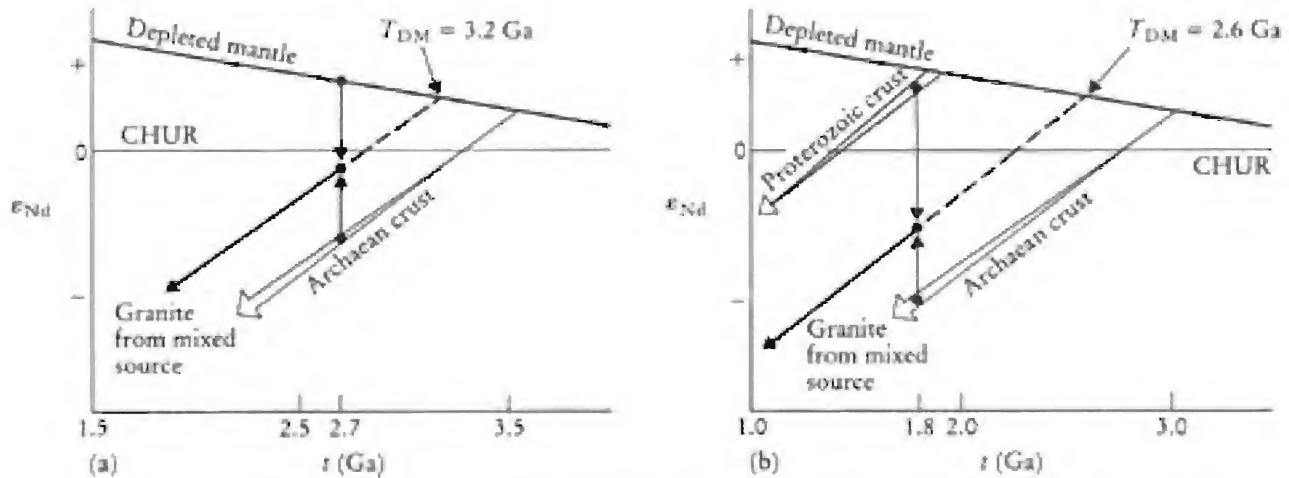 Depleted mantle
T_DM = 3.2 Ga
+
CHUR
0
ε_Nd
Archaean crust
−
Granite
from mixed
source
1.5
2.5
2.7
3.5
(a)
t (Ga)
Depleted mantle
T_DM = 2.6 Ga
+
Proterozoic crust
0
CHUR
ε_Nd
Archaean crust
−
Granite
from mixed
source
1.0
1.8
2.0
3.0
(b)
t (Ga)